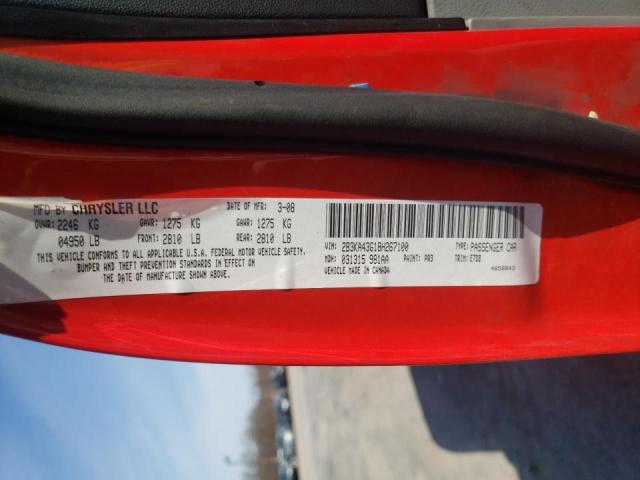 MFD BY CHRYSLER LLC DATE OF MFR: 3-08
GVWR: 2246 KG GAWR: 1275 KG GAWR: 1275 KG
04950 LB FRONT: 2810 LB REAR: 2810 LB
THIS VEHICLE CONFORMS TO ALL APPLICABLE U.S.A. FEDERAL MOTOR VEHICLE SAFETY,
BUMPER AND THEFT PREVENTION STANDARDS IN EFFECT ON
THE DATE OF MANUFACTURE SHOWN ABOVE.
VIN: 2B3KA43G18H267100 TYPE: PASSENGER CAR
MDH: 031315 981AA PAINT: PR3 TRIM: E7D8
VEHICLE MADE IN CANADA 4658043